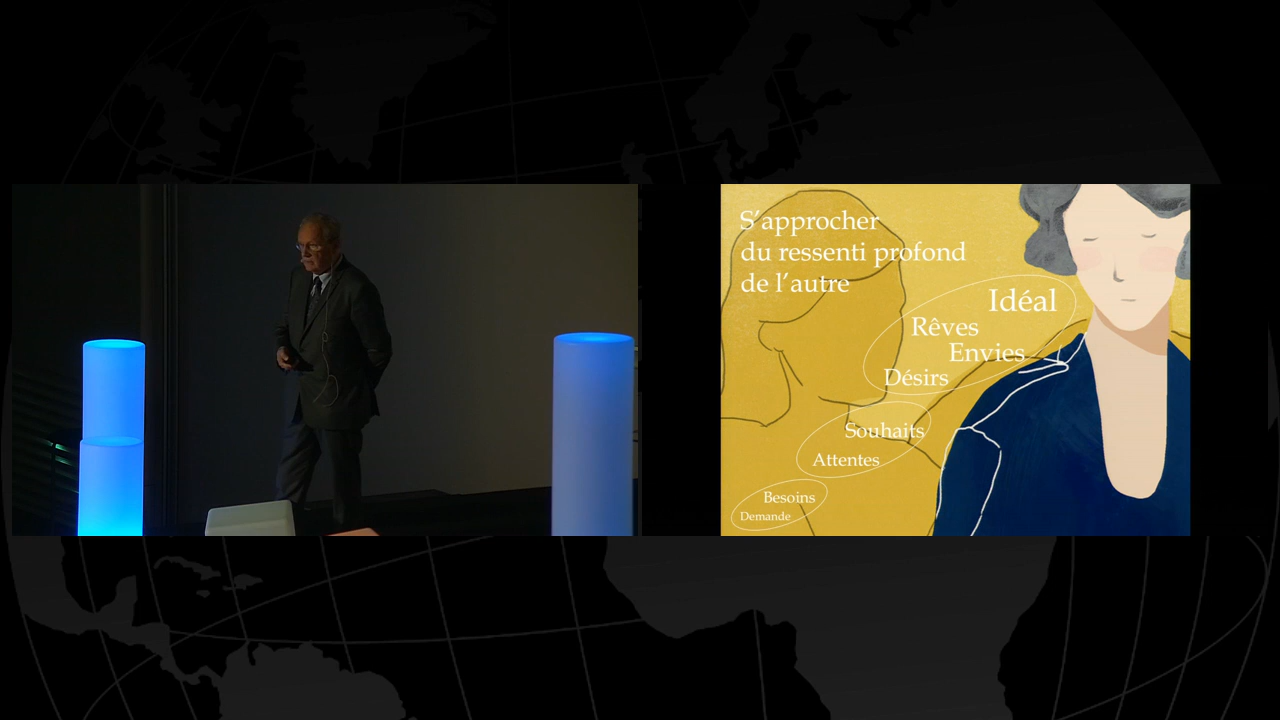 S’approcher
du ressenti profond
de l’autre
Idéal
Rêves
Envies
Désirs
Souhaits
Attentes
Besoins
Demande